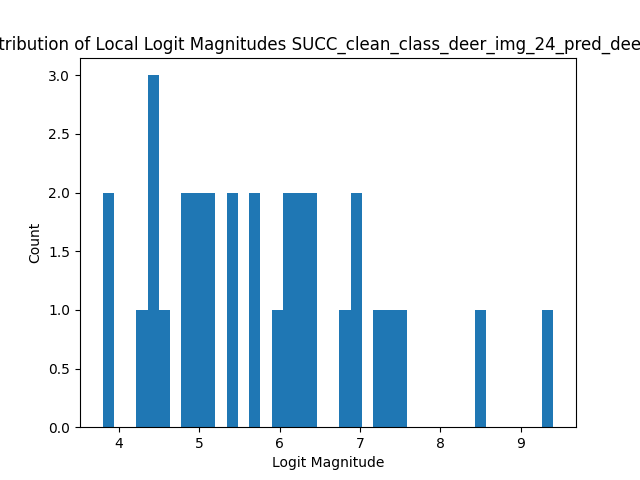 tribution of Local Logit Magnitudes SUCC_clean_class_deer_img_24_pred_dee
3.0
2.5
2.0
1.5
1.0
0.5
0.0
Count
4 5 6 7 8 9
Logit Magnitude